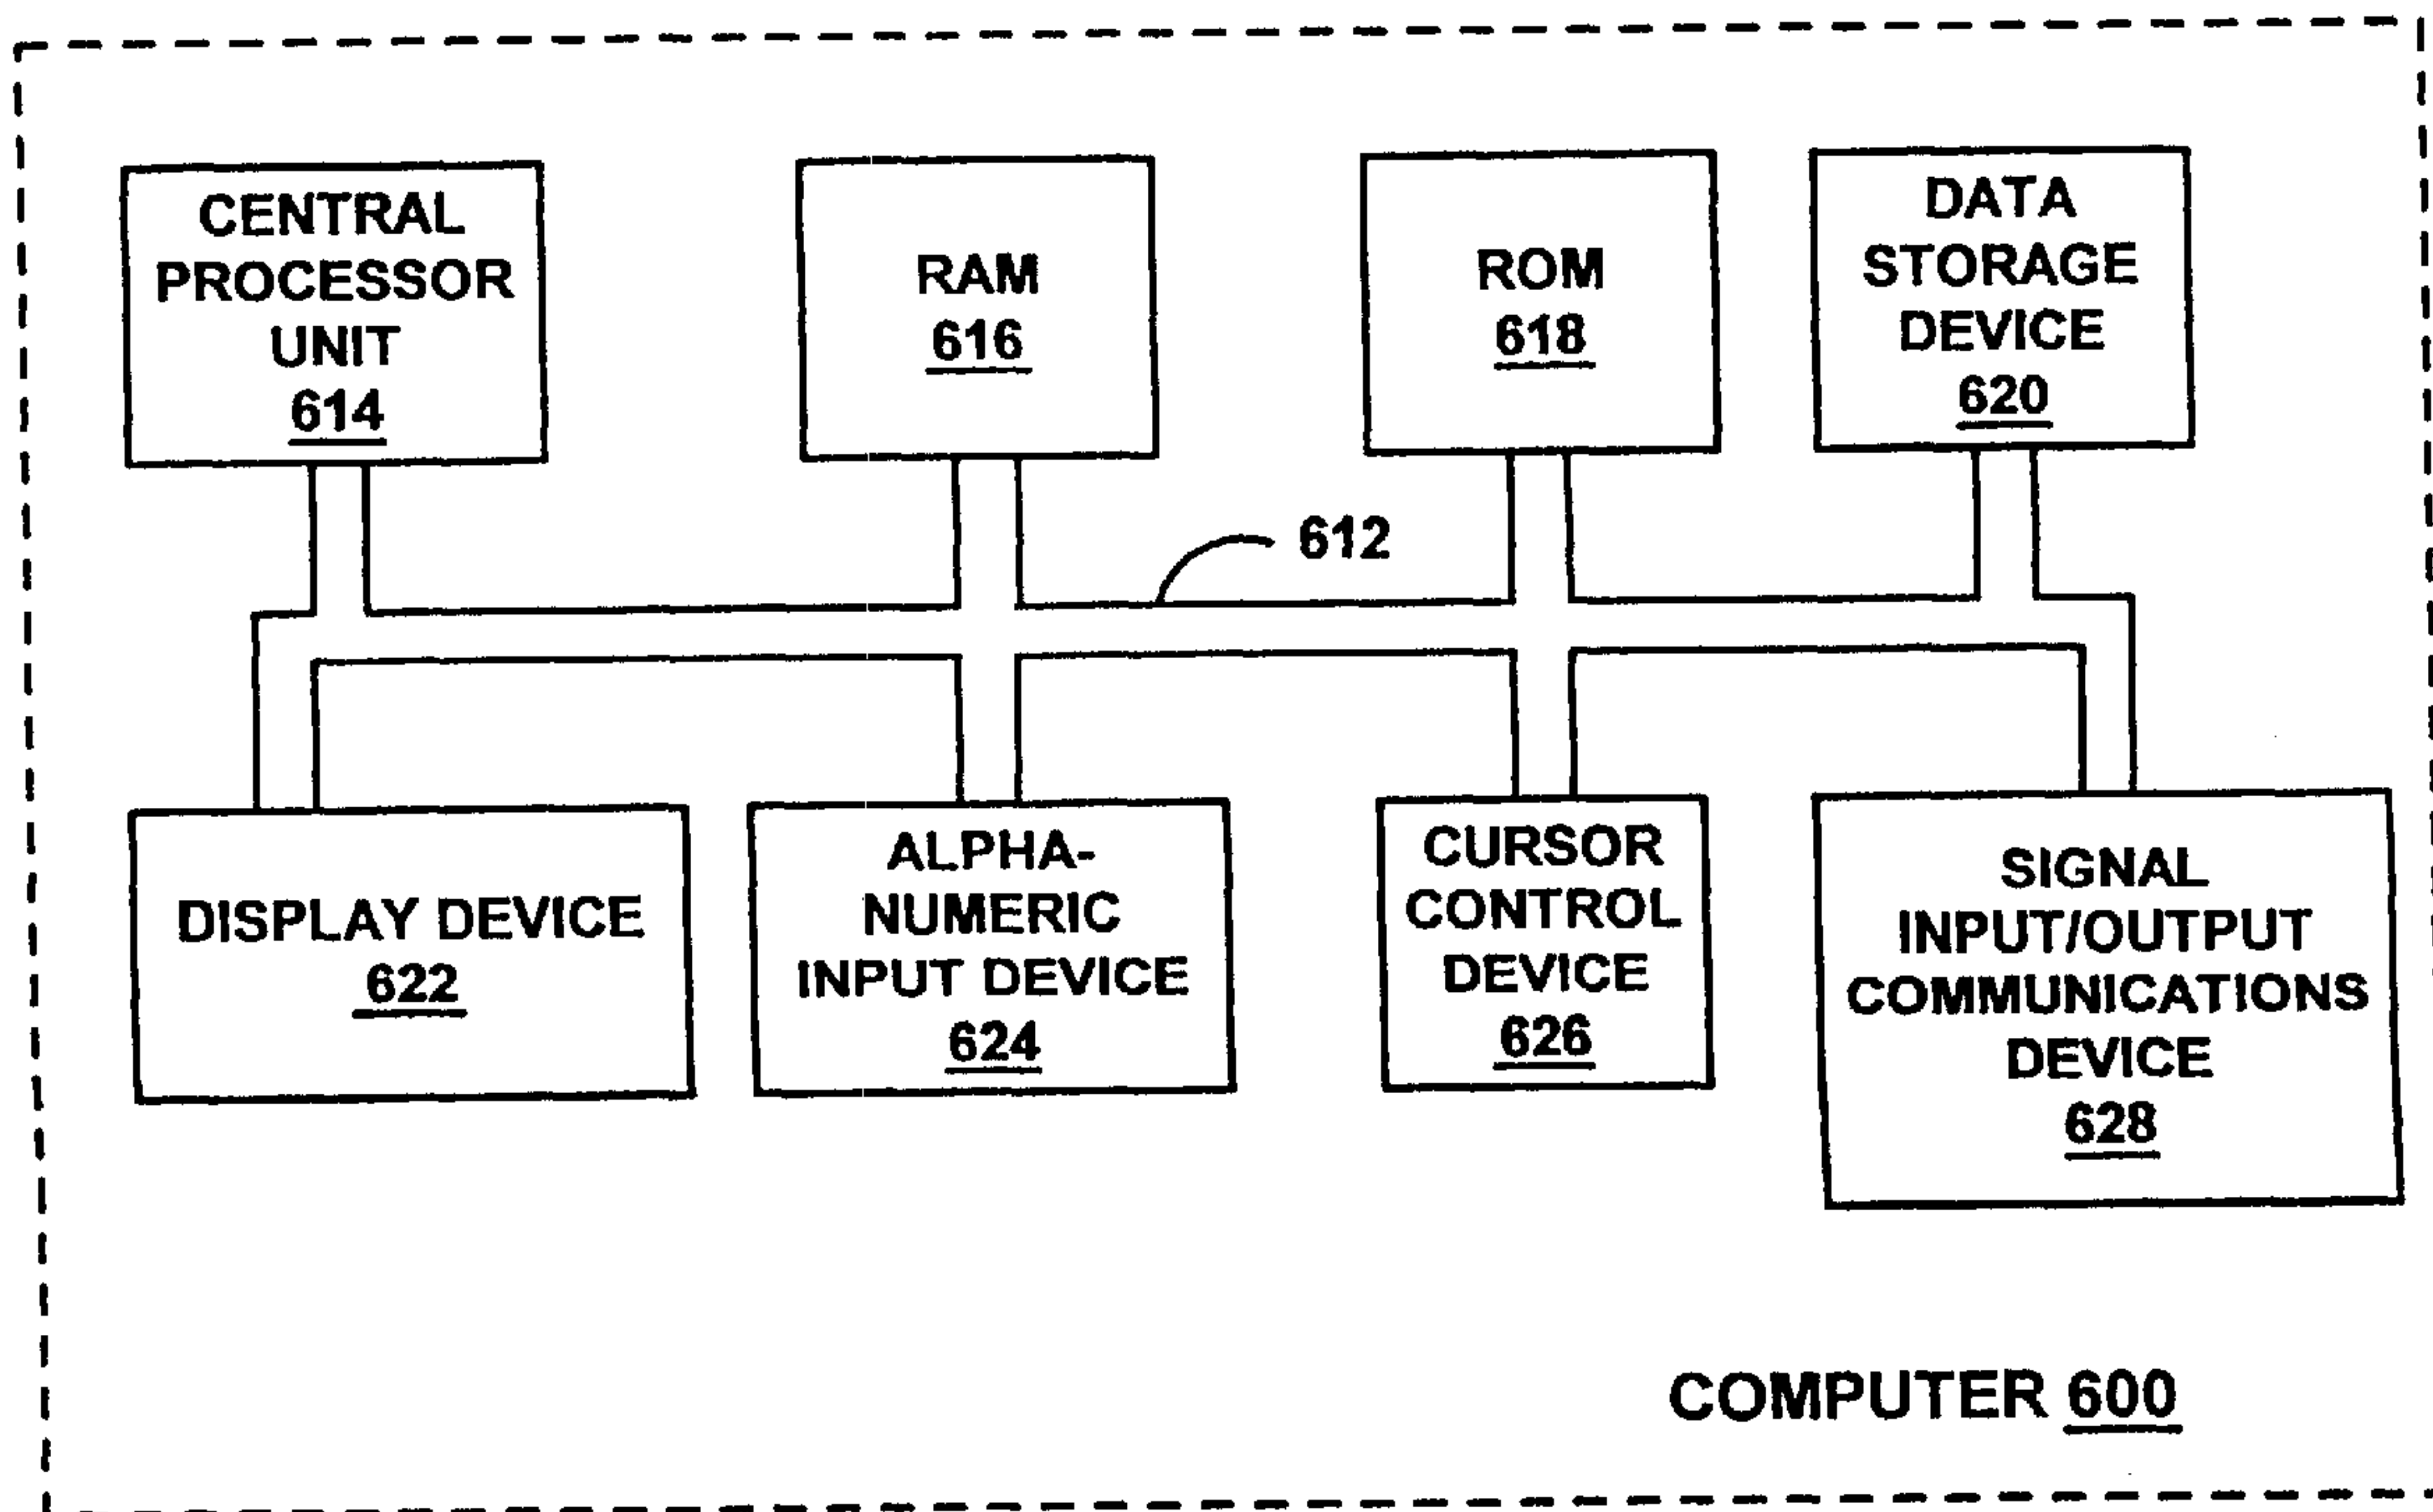 CENTRAL
PROCESSOR
UNIT
614
RAM
616
ROM
618
DATA
STORAGE
DEVICE
620
612
DISPLAY DEVICE
622
ALPHA-
NUMERIC
INPUT DEVICE
624
CURSOR
CONTROL
DEVICE
626
SIGNAL
INPUT/OUTPUT
COMMUNICATIONS
DEVICE
628
COMPUTER 600